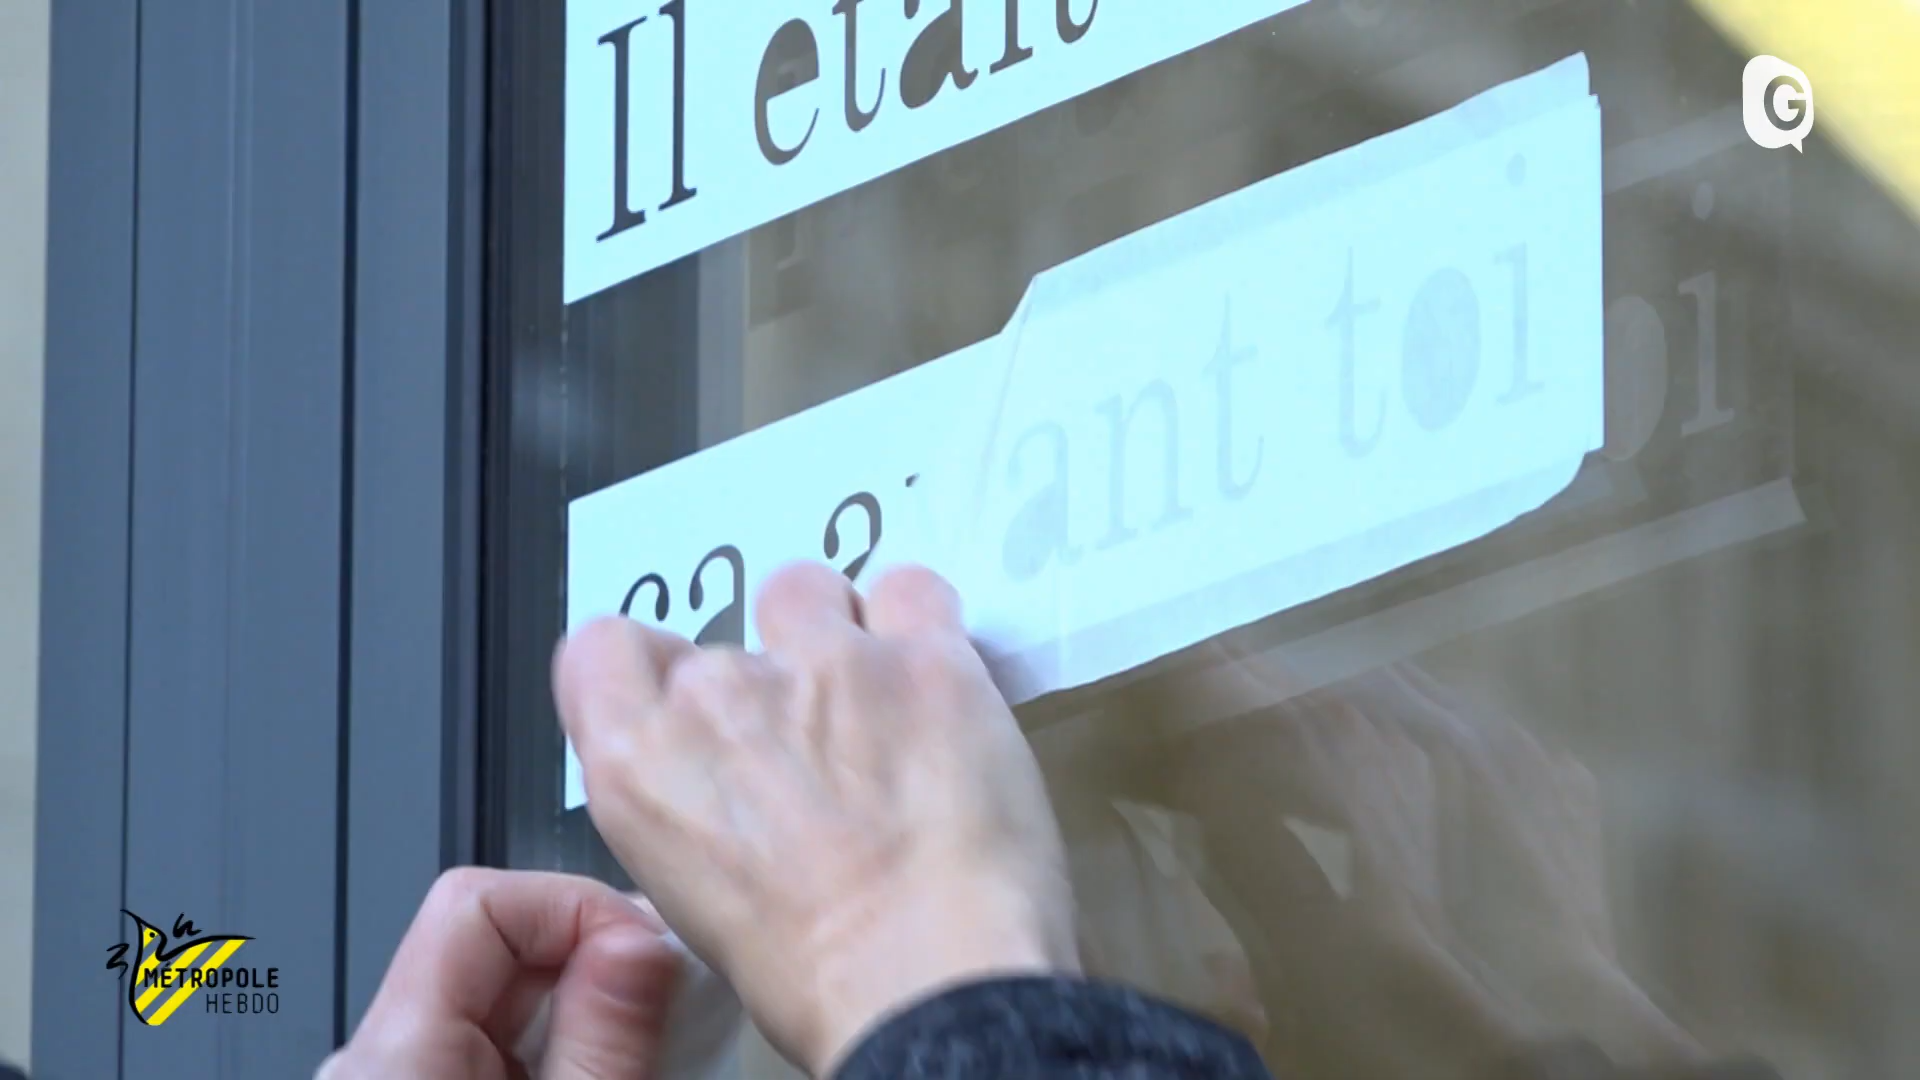 Il était
G
ça avant toi
MÉTROPOLE
HEBDO